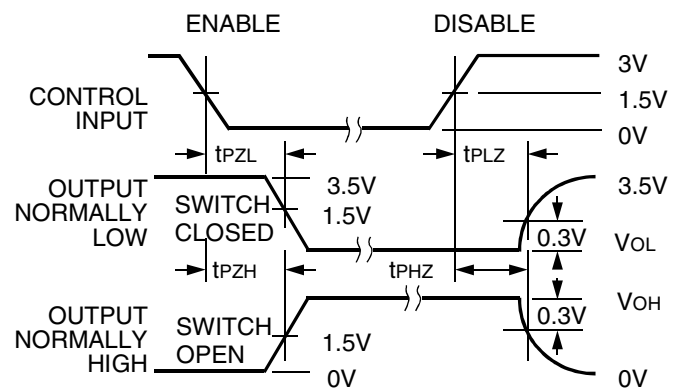 ENABLE DISABLE
CONTROL
INPUT
3V
1.5V
0V
tPZL tPLZ
OUTPUT
NORMALLY
LOW
SWITCH
CLOSED
3.5V
1.5V
3.5V
0.3V
VOL
tPZH tPHZ
OUTPUT
NORMALLY
HIGH
SWITCH
OPEN
1.5V
0V
VOH
0.3V
0V